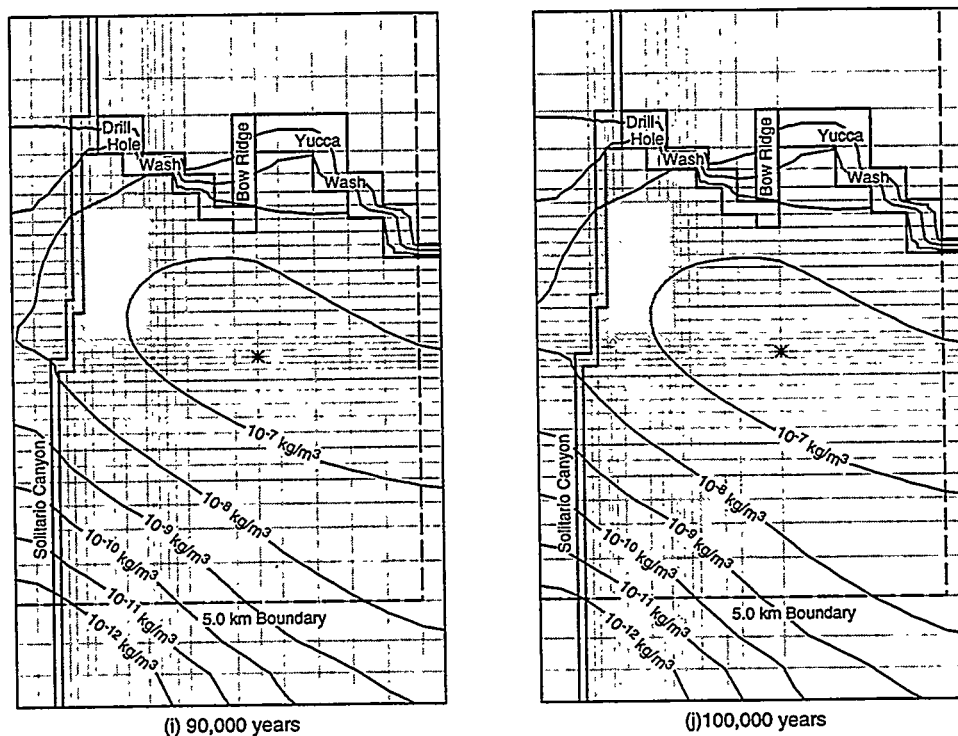 Drill
Hole
Wash
Bow Ridge
Yucca
Wash
Solitario Canyon
10-7 kg/m3
10-8 kg/m3
10-9 kg/m3
10-10 kg/m3
10-11 kg/m3
10-12 kg/m3
5.0 km Boundary
(i) 90,000 years
Drill
Hole
Wash
Bow Ridge
Yucca
Wash
Solitario Canyon
10-7 kg/m3
10-8 kg/m3
10-9 kg/m3
10-10 kg/m3
10-11 kg/m3
10-12 kg/m3
5.0 km Boundary
(j)100,000 years